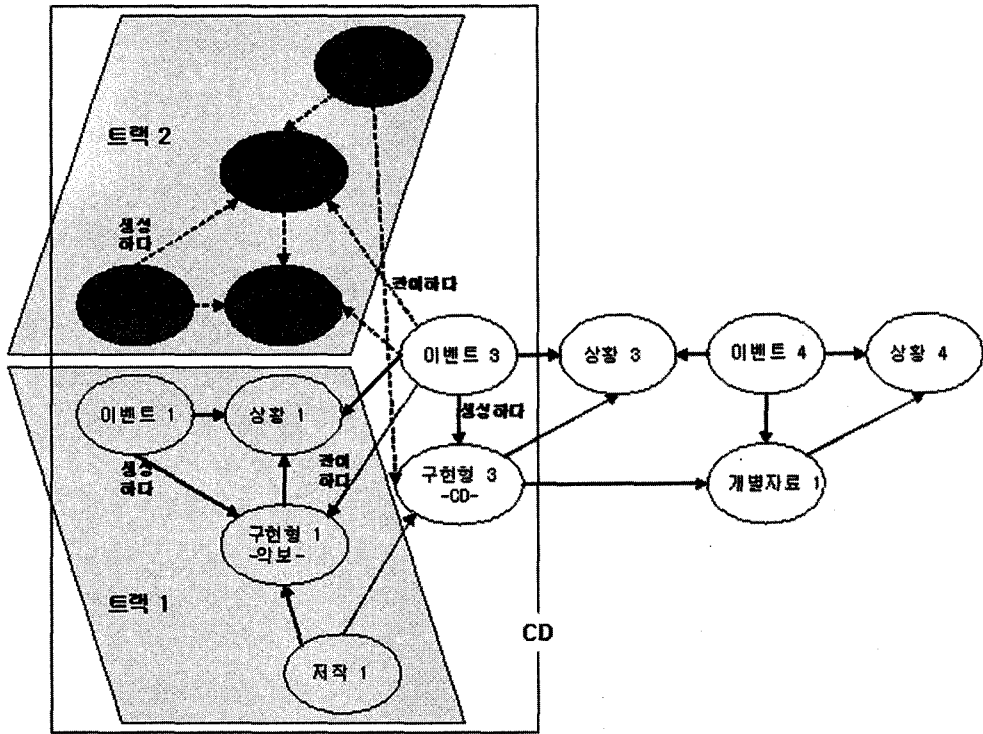 트랙 2
생성
하다
관여하다
이벤트 3
상황 3
이벤트 4
상황 4
이벤트 1
상황 1
생성하다
생성
하다
관여
하다
구현형 3
-CD-
개별자료 1
구현형 1
-악보-
트랙 1
저작 1
CD